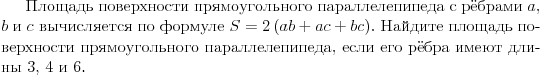 Площадь поверхности прямоугольного параллелепипеда с рёбрами a,
b и c вычисляется по формуле S = 2 (ab + ac + bc). Найдите площадь по-
верхности прямоугольного параллелепипеда, если его рёбра имеют дли-
ны 3, 4 и 6.